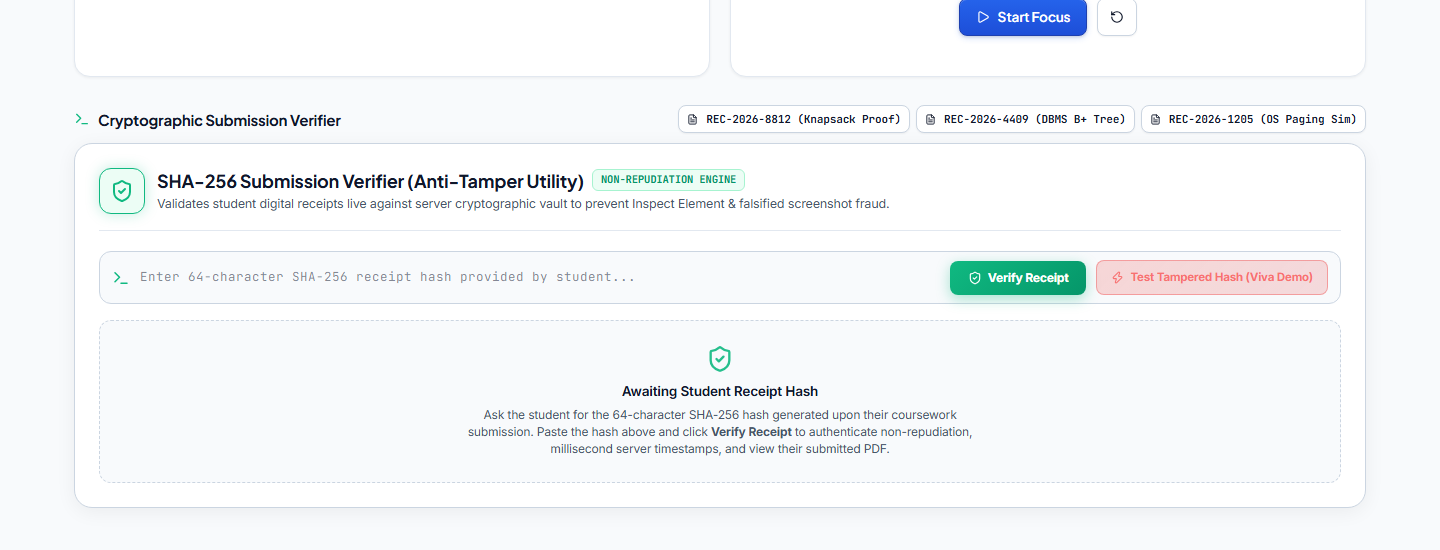 Start Focus
Cryptographic Submission Verifier
REC-2026-8812 (Knapsack Proof)
REC-2026-4409 (DBMS B+ Tree)
REC-2026-1205 (OS Paging Sim)
SHA-256 Submission Verifier (Anti-Tamper Utility)
NON-REPUDIATION ENGINE
Validates student digital receipts live against server cryptographic vault to prevent Inspect Element & falsified screenshot fraud.
Enter 64-character SHA-256 receipt hash provided by student...
Verify Receipt
Test Tampered Hash (Viva Demo)
Awaiting Student Receipt Hash
Ask the student for the 64-character SHA-256 hash generated upon their coursework
submission. Paste the hash above and click Verify Receipt to authenticate non-repudiation,
millisecond server timestamps, and view their submitted PDF.